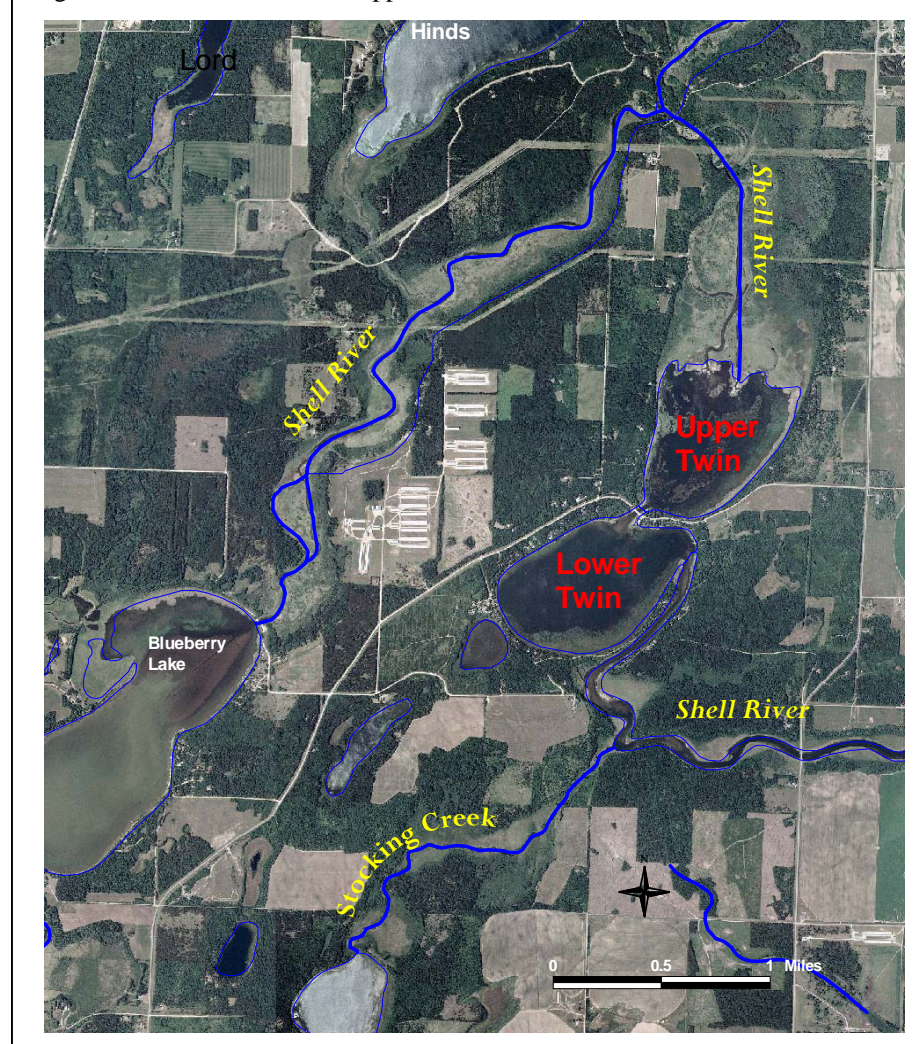 Hinds
Lord
Shell River
Shell River
Upper
Twin
Lower
Twin
Blueberry
Lake
Shell River
Stocking Creek
0 0.5 1 Miles